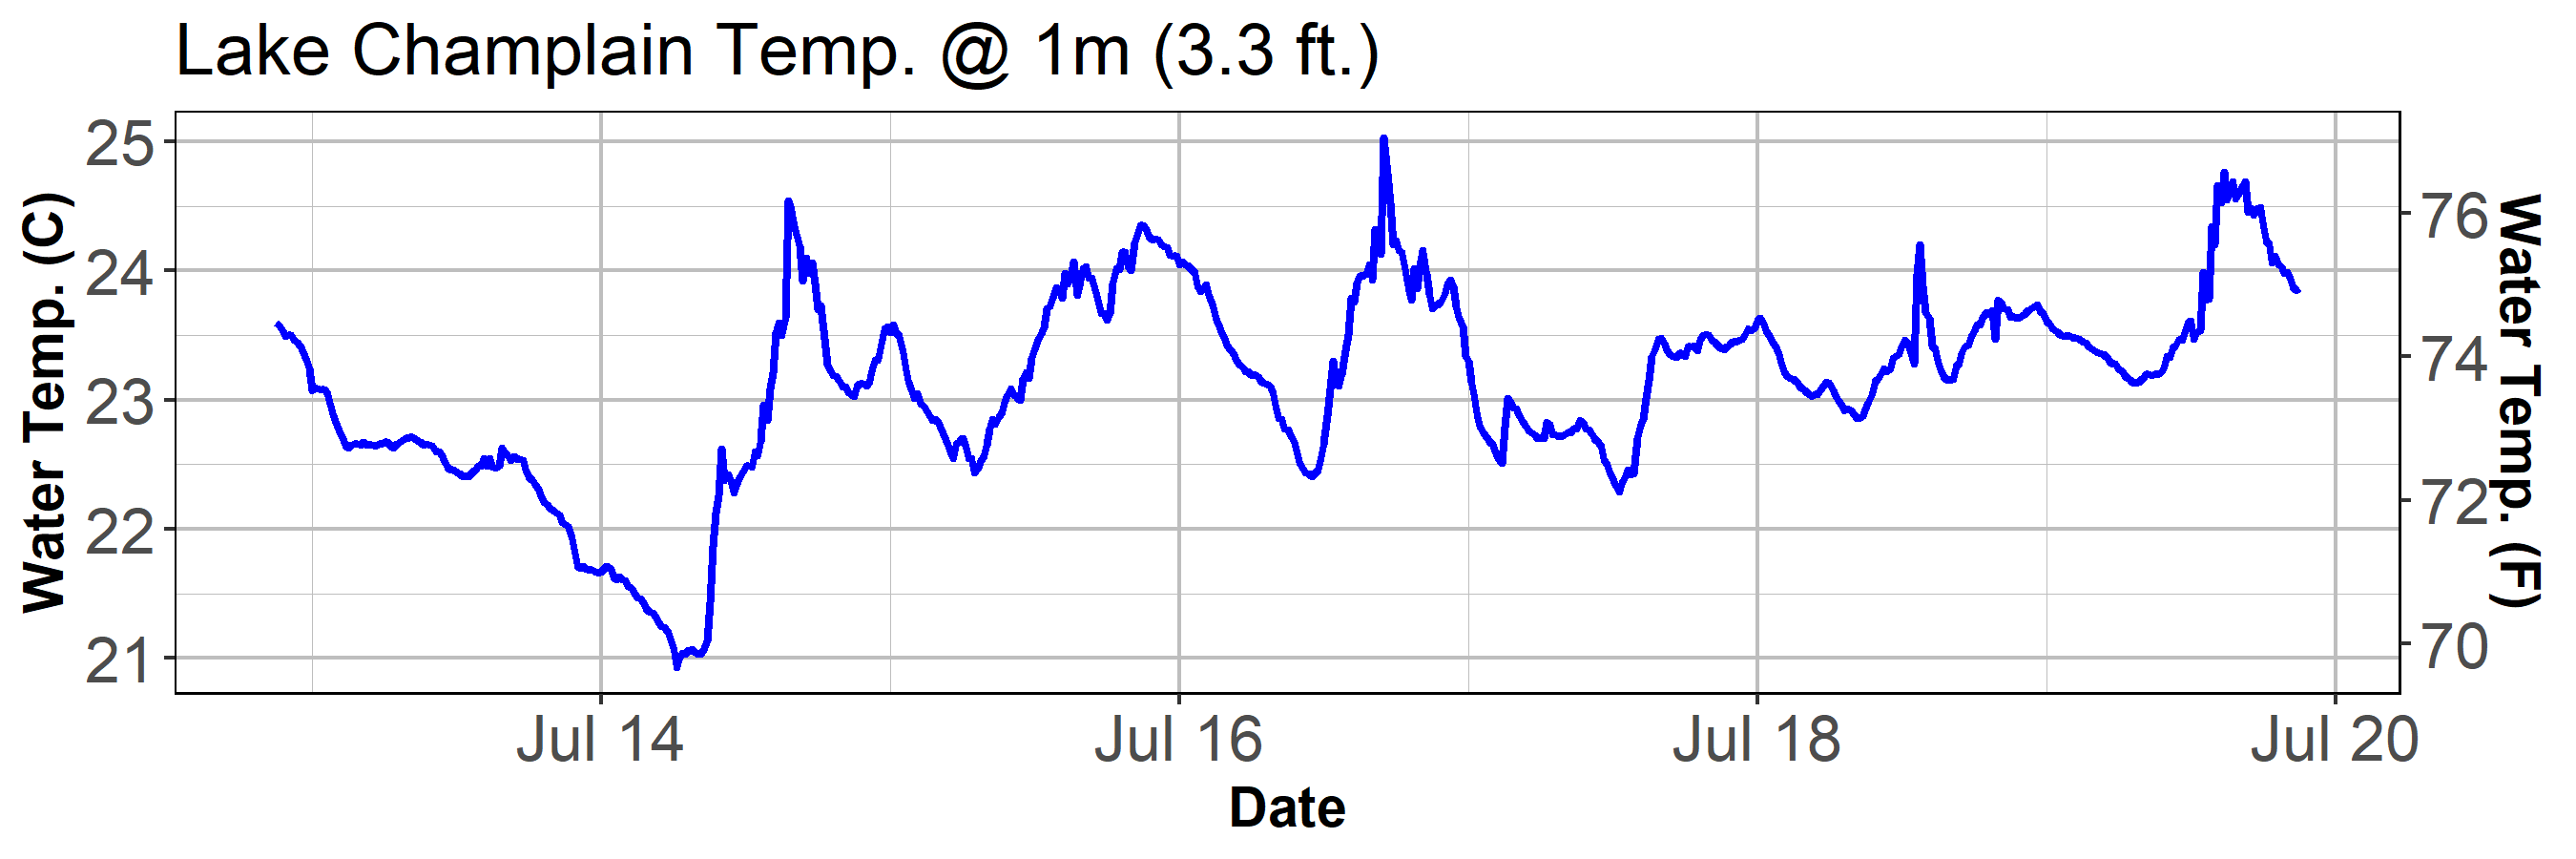 Lake Champlain Temp. @ 1m (3.3 ft.)
Water Temp. (C)
25
24
23
22
21
76
74
72
70
Water Temp. (F)
Jul 14 Jul 16 Jul 18 Jul 20
Date